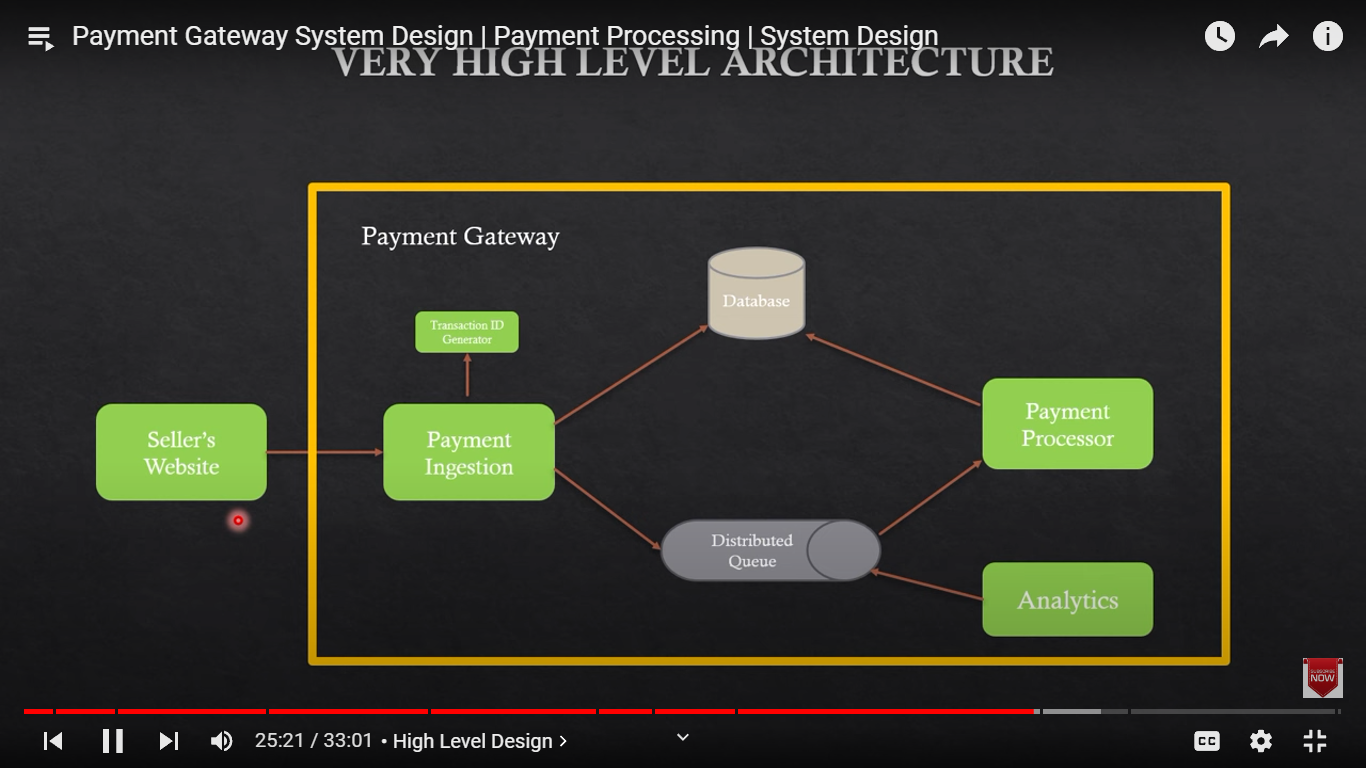 Payment Gateway System Design | Payment Processing | System Design
VERY HIGH LEVEL ARCHITECTURE
Payment Gateway
Database
Transaction ID
Generator
Seller's
Website
Payment
Ingestion
Payment
Processor
Distributed
Queue
Analytics
SUBSCRIBE
NOW
25:21 / 33:01 • High Level Design >
CC